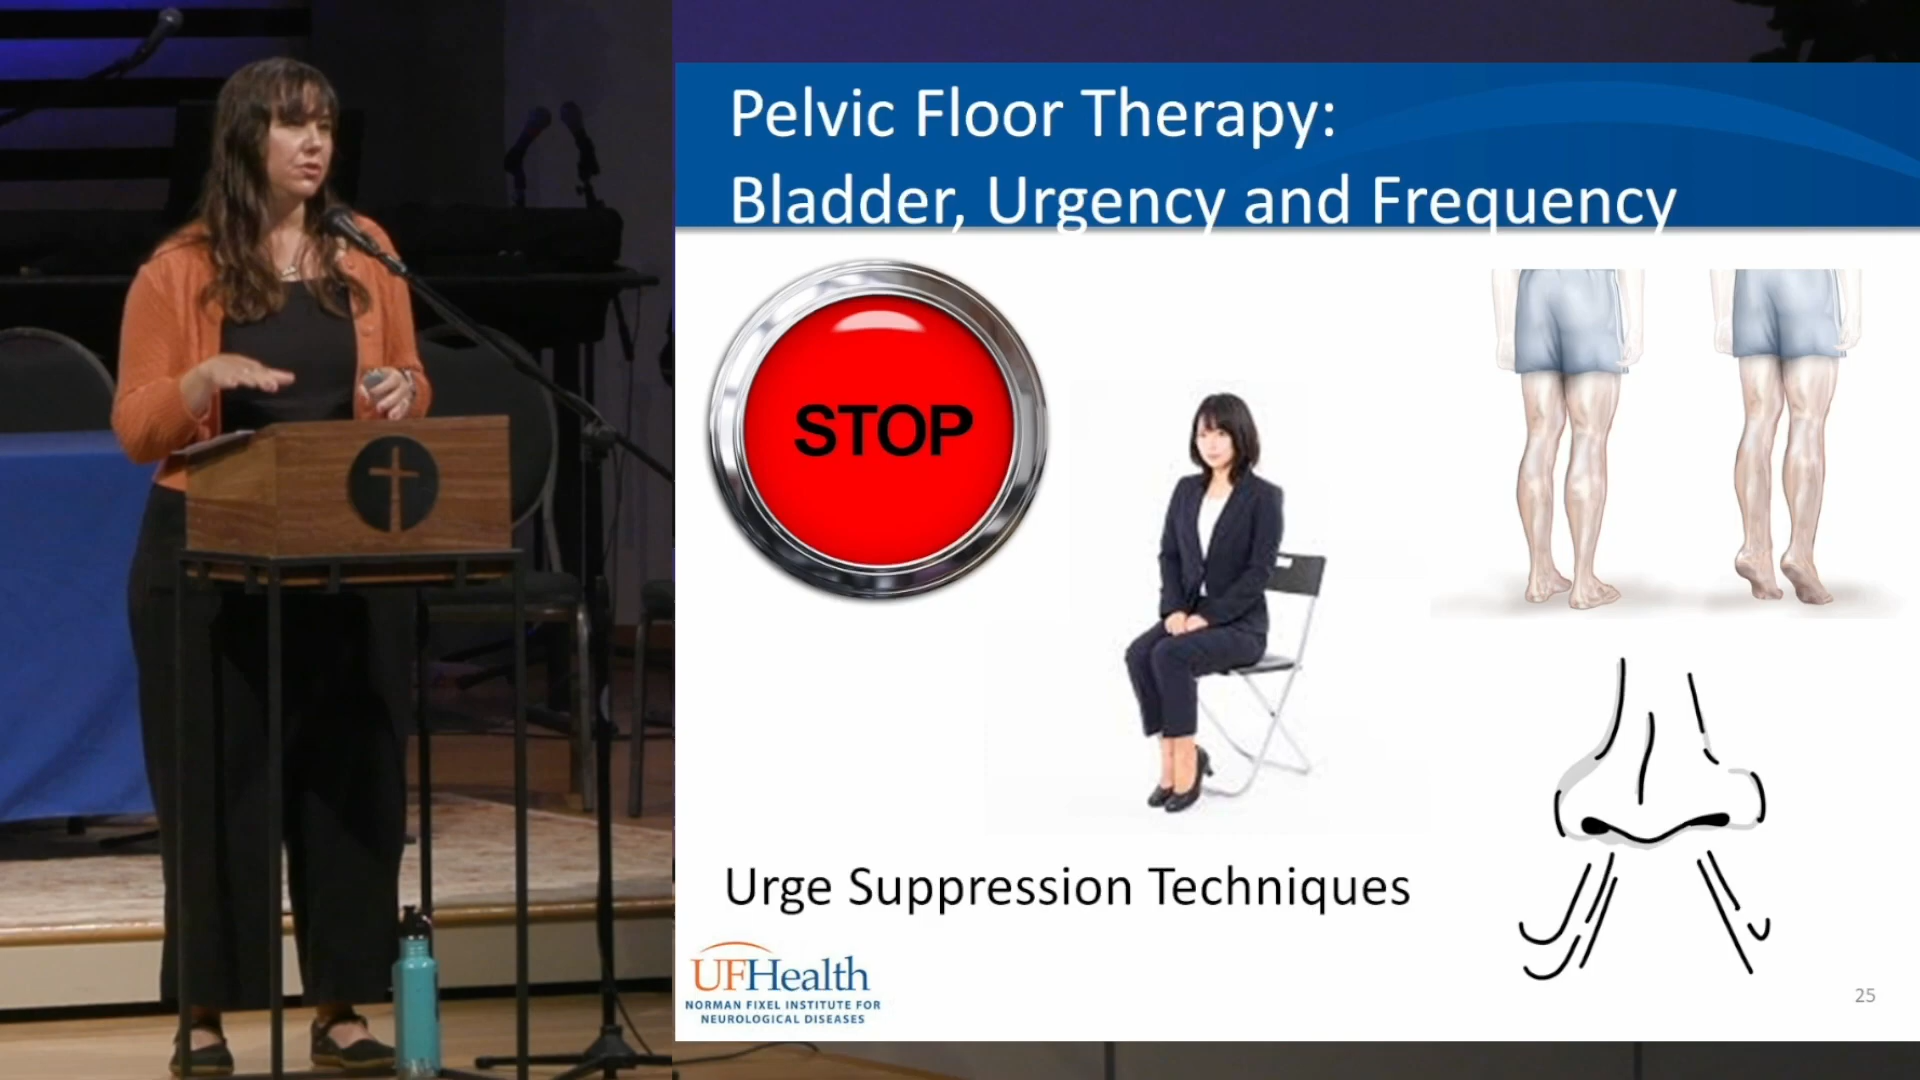 Pelvic Floor Therapy:
Bladder, Urgency and Frequency
STOP
Urge Suppression Techniques
UFHealth
NORMAN FIXEL INSTITUTE FOR
NEUROLOGICAL DISEASES
25